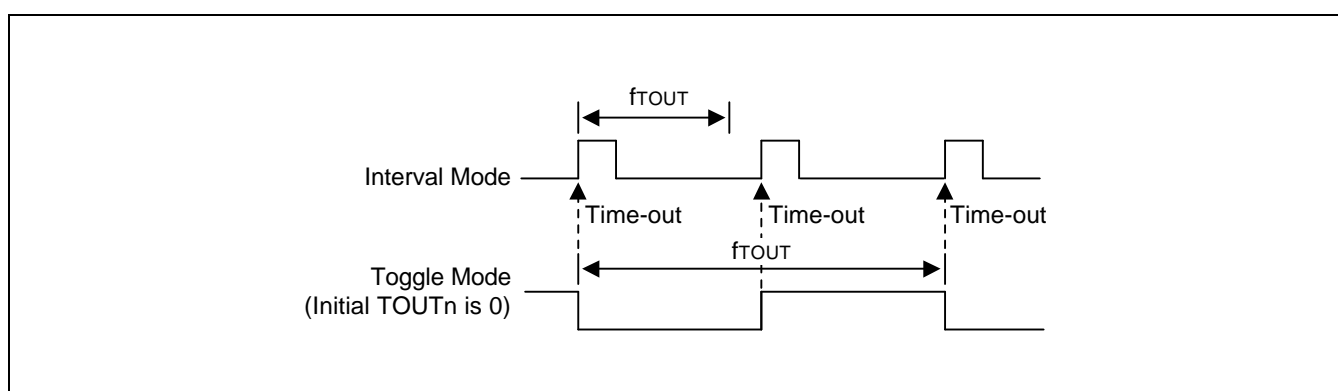 fTOUT
Interval Mode
Time-out Time-out Time-out
fTOUT
Toggle Mode
(Initial TOUTn is 0)